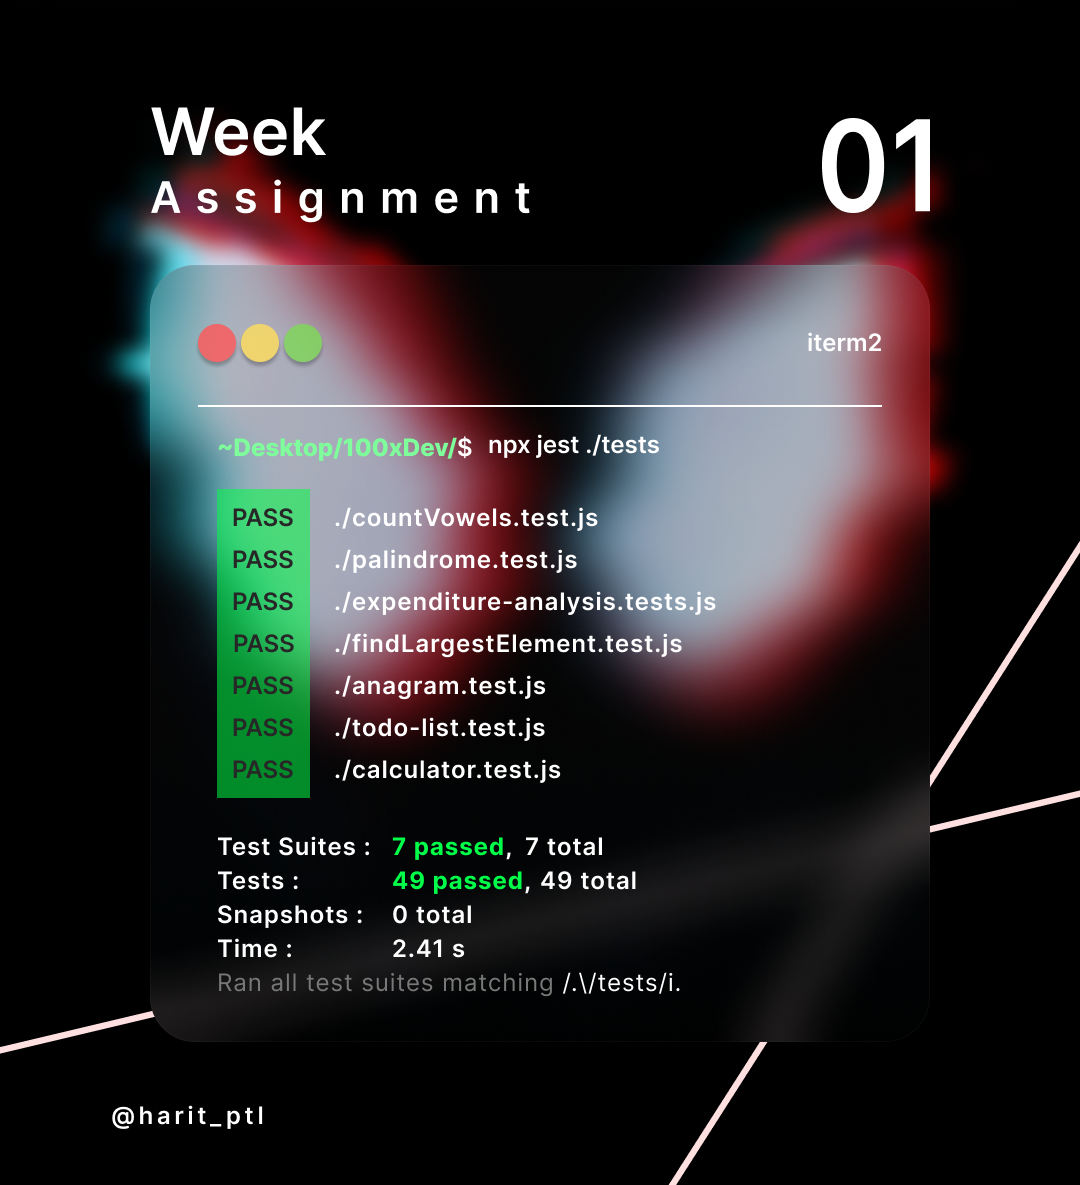 Week
Assignment
01
iterm2
~Desktop/100xDev/$ npx jest ./tests
PASS ./countVowels.test.js
PASS ./palindrome.test.js
PASS ./expenditure-analysis.tests.js
PASS ./findLargestElement.test.js
PASS ./anagram.test.js
PASS ./todo-list.test.js
PASS ./calculator.test.js
Test Suites : 7 passed, 7 total
Tests : 49 passed, 49 total
Snapshots : 0 total
Time : 2.41 s
Ran all test suites matching /.\/tests/i.
@harit_ptl